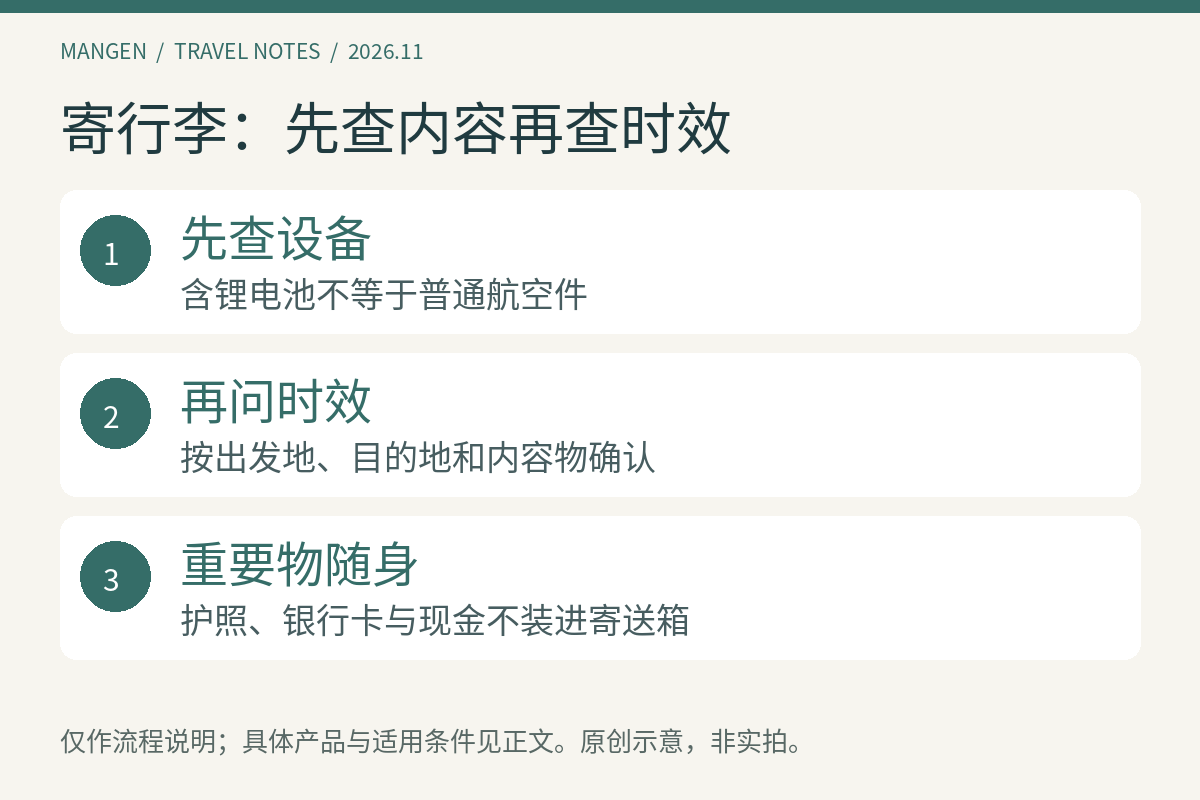 MANGEN / TRAVEL NOTES / 2026.11
寄行李：先查内容再查时效
1
先查设备
含锂电池不等于普通航空件
2
再问时效
按出发地、目的地和内容物确认
3
重要物随身
护照、银行卡与现金不装进寄送箱
仅作流程说明；具体产品与适用条件见正文。原创示意，非实拍。